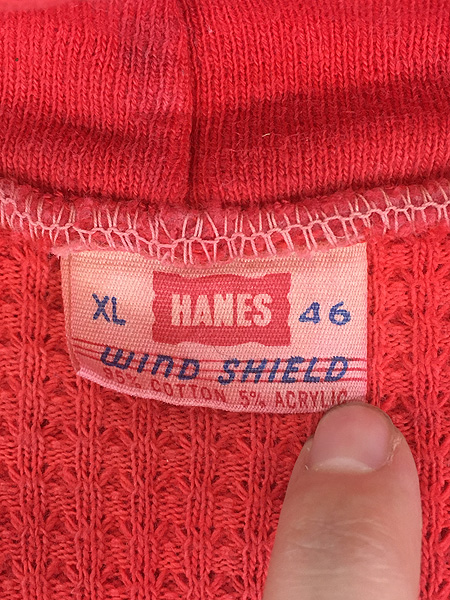 XL HANES 46
WIND SHIELD
95% COTTON 5% ACRYLIC